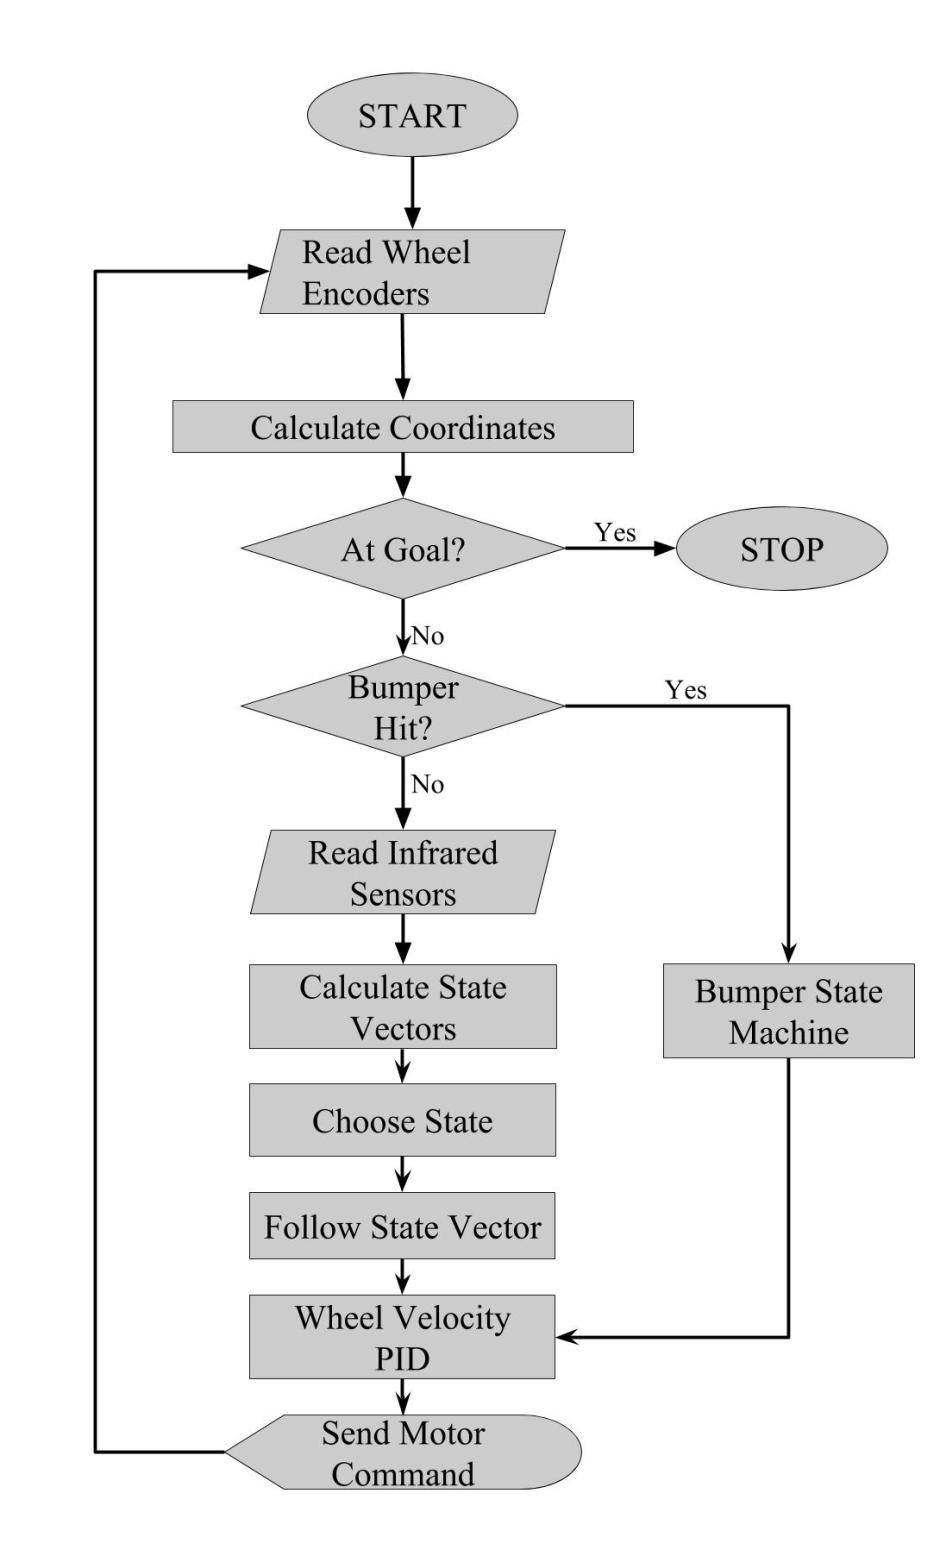 START
Read Wheel
Encoders
Calculate Coordinates
At Goal?
Yes
STOP
No
Bumper
Hit?
Yes
No
Read Infrared
Sensors
Calculate State
Vectors
Bumper State
Machine
Choose State
Follow State Vector
Wheel Velocity
PID
Send Motor
Command